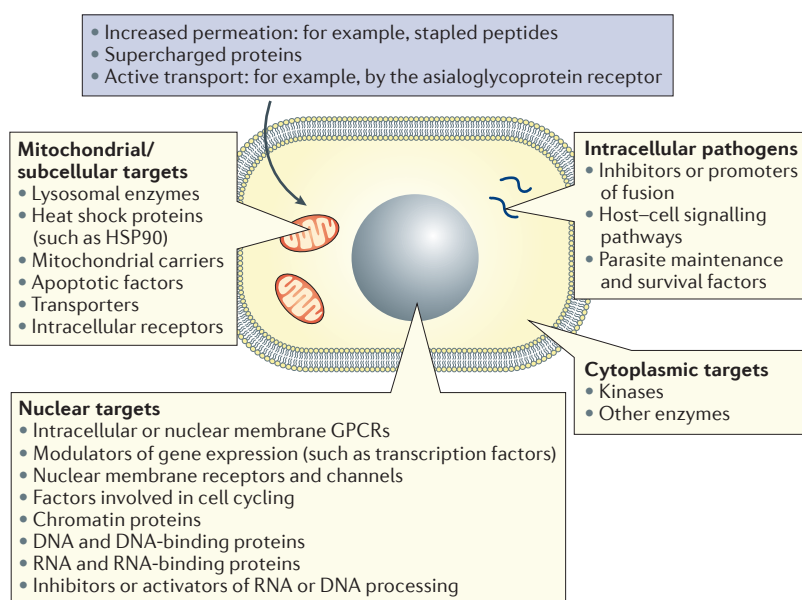 • Increased permeation: for example, stapled peptides
• Supercharged proteins
• Active transport: for example, by the asialoglycoprotein receptor
Mitochondrial/
subcellular targets
• Lysosomal enzymes
• Heat shock proteins
(such as HSP90)
• Mitochondrial carriers
• Apoptotic factors
• Transporters
• Intracellular receptors
Intracellular pathogens
• Inhibitors or promoters
of fusion
• Host–cell signalling
pathways
• Parasite maintenance
and survival factors
Cytoplasmic targets
• Kinases
• Other enzymes
Nuclear targets
• Intracellular or nuclear membrane GPCRs
• Modulators of gene expression (such as transcription factors)
• Nuclear membrane receptors and channels
• Factors involved in cell cycling
• Chromatin proteins
• DNA and DNA-binding proteins
• RNA and RNA-binding proteins
• Inhibitors or activators of RNA or DNA processing